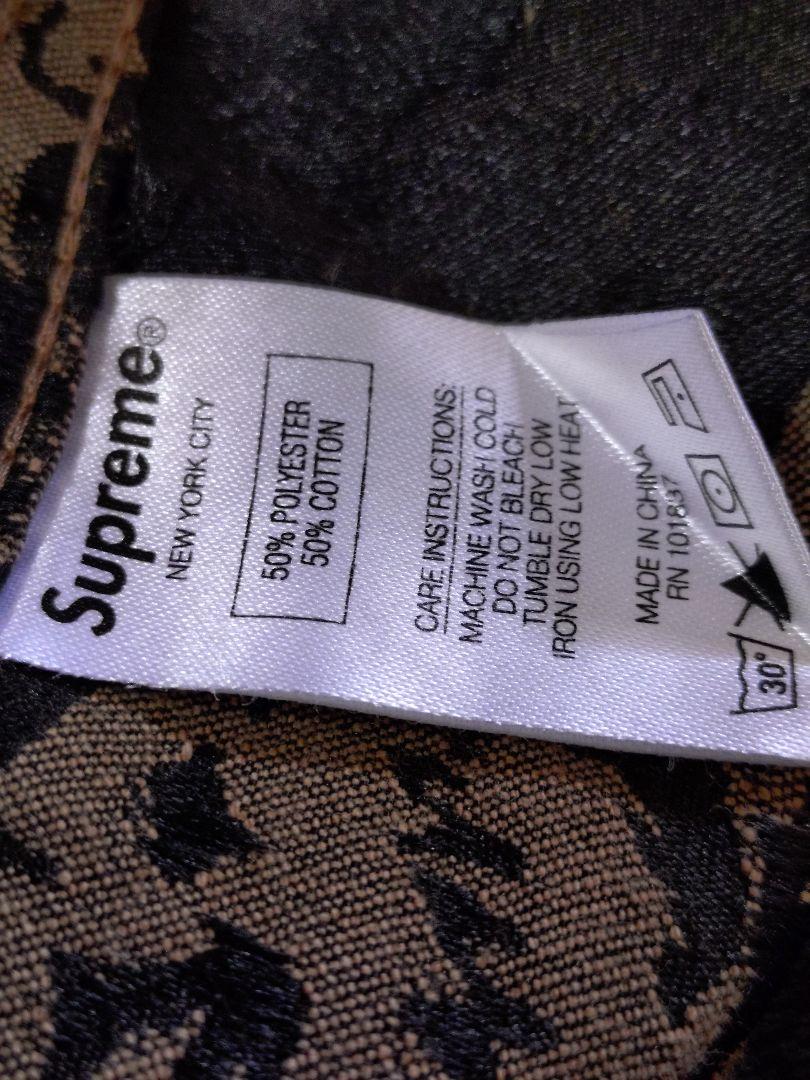 Supreme®
NEW YORK CITY
50% POLYESTER
50% COTTON
CARE INSTRUCTIONS:
MACHINE WASH COLD
DO NOT BLEACH
TUMBLE DRY LOW
IRON USING LOW HEAT
MADE IN CHINA
RN 101837
30°